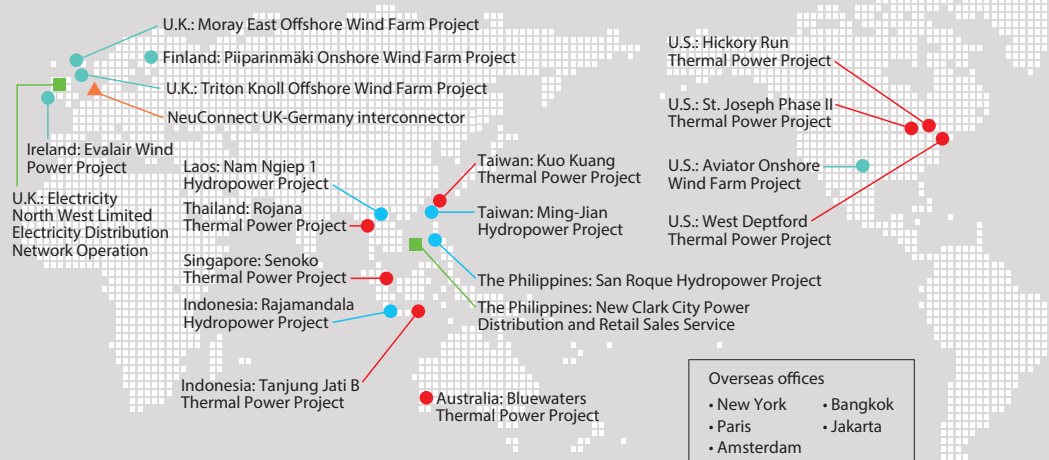 U.K.: Moray East Offshore Wind Farm Project
Finland: Piiparinmäki Onshore Wind Farm Project
U.K.: Triton Knoll Offshore Wind Farm Project
NeuConnect UK-Germany interconnector
Ireland: Evalair Wind
Power Project
U.K.: Electricity
North West Limited
Electricity Distribution
Network Operation
Laos: Nam Ngiep 1
Hydropower Project
Thailand: Rojana
Thermal Power Project
Singapore: Senoko
Thermal Power Project
Indonesia: Rajamandala
Hydropower Project
Indonesia: Tanjung Jati B
Thermal Power Project
Taiwan: Kuo Kuang
Thermal Power Project
Taiwan: Ming-Jian
Hydropower Project
The Philippines: San Roque Hydropower Project
The Philippines: New Clark City Power
Distribution and Retail Sales Service
Australia: Bluewaters
Thermal Power Project
U.S.: Hickory Run
Thermal Power Project
U.S.: St. Joseph Phase II
Thermal Power Project
U.S.: Aviator Onshore
Wind Farm Project
U.S.: West Deptford
Thermal Power Project
Overseas offices
• New York
• Paris
• Amsterdam
• Bangkok
• Jakarta